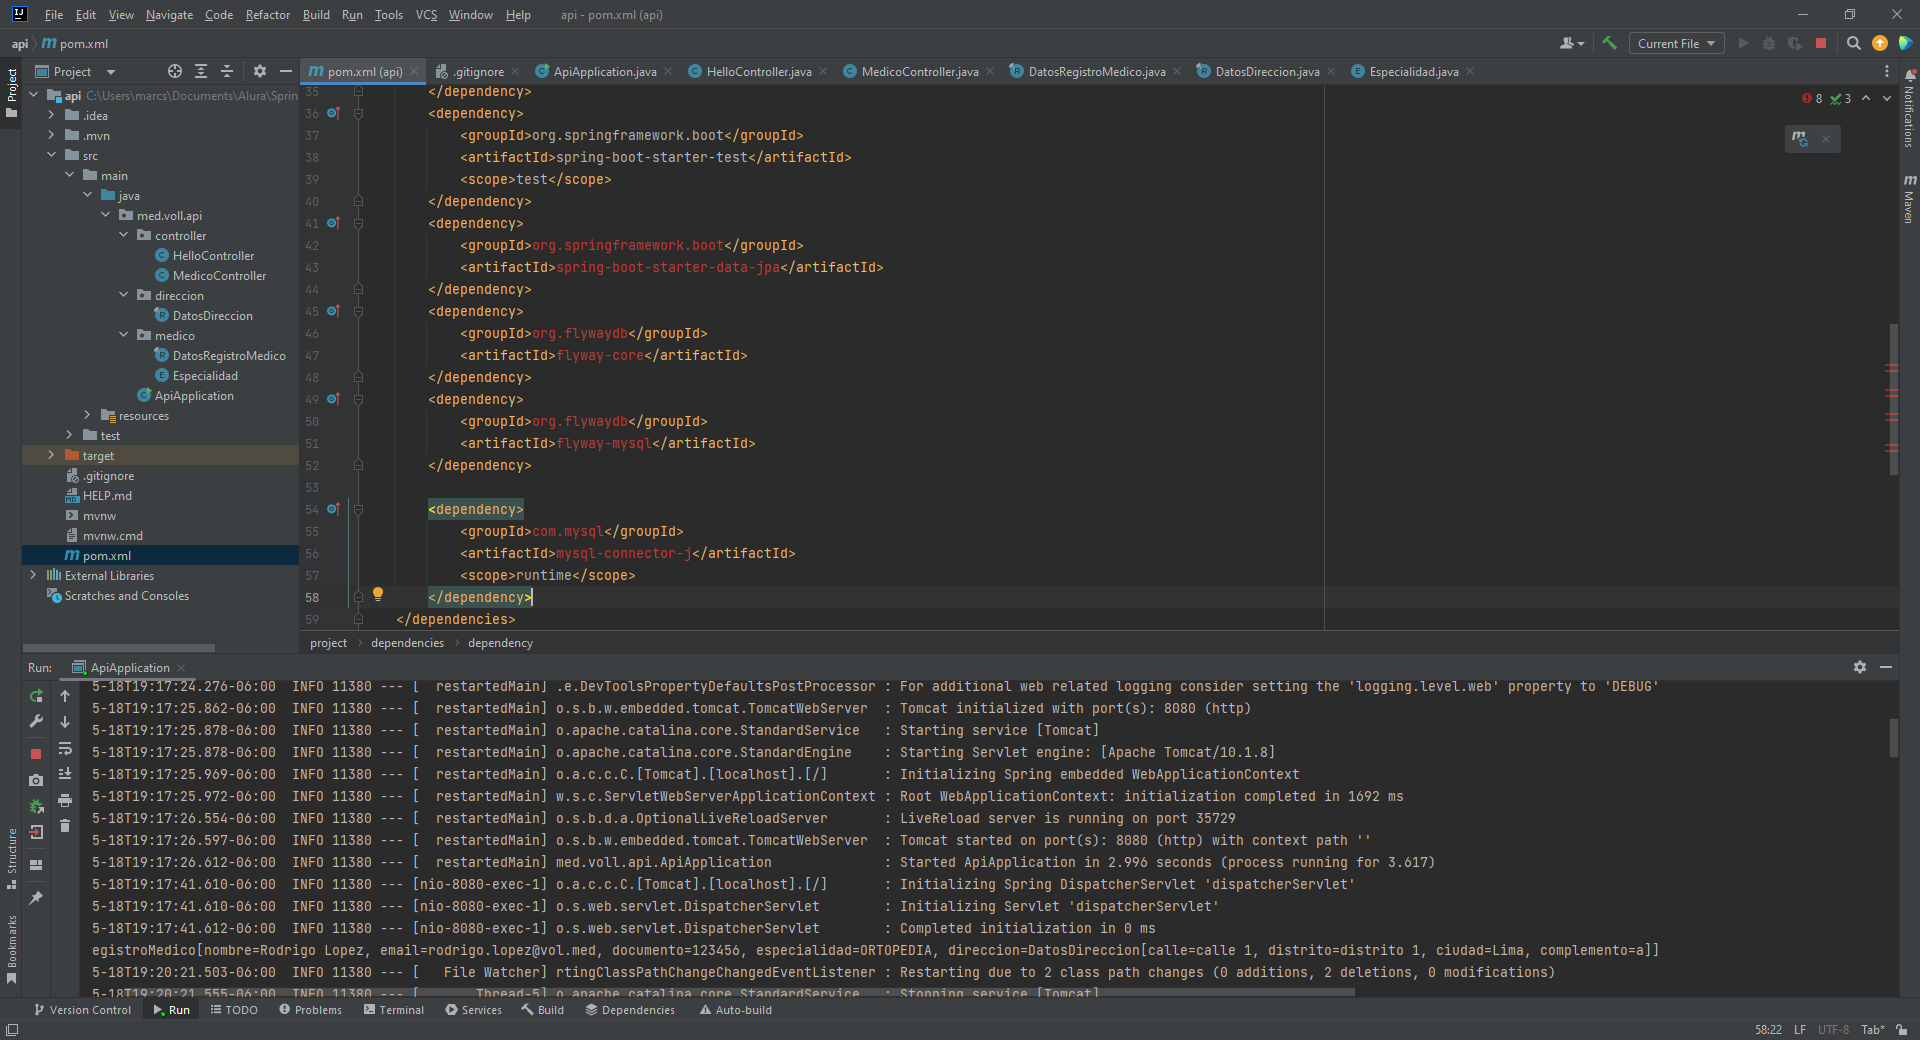 File Edit View Navigate Code Refactor Build Run Tools VCS Window Help api - pom.xml (api)
api pom.xml
Current File
Project
pom.xml (api) .gitignore ApiApplication.java HelloController.java MedicoController.java DatosRegistroMedico.java DatosDireccion.java Especialidad.java
api C:\Users\marcs\Documents\Alura\Sprin
.idea
.mvn
src
main
java
med.voll.api
controller
HelloController
MedicoController
direccion
DatosDireccion
medico
DatosRegistroMedico
Especialidad
ApiApplication
resources
test
target
.gitignore
HELP.md
mvnw
mvnw.cmd
pom.xml
External Libraries
Scratches and Consoles
8 3
35 </dependency>
36 <dependency>
37 <groupId>org.springframework.boot</groupId>
38 <artifactId>spring-boot-starter-test</artifactId>
39 <scope>test</scope>
40 </dependency>
41 <dependency>
42 <groupId>org.springframework.boot</groupId>
43 <artifactId>spring-boot-starter-data-jpa</artifactId>
44 </dependency>
45 <dependency>
46 <groupId>org.flywaydb</groupId>
47 <artifactId>flyway-core</artifactId>
48 </dependency>
49 <dependency>
50 <groupId>org.flywaydb</groupId>
51 <artifactId>flyway-mysql</artifactId>
52 </dependency>
53
54 <dependency>
55 <groupId>com.mysql</groupId>
56 <artifactId>mysql-connector-j</artifactId>
57 <scope>runtime</scope>
58 </dependency>
59 </dependencies>
project dependencies dependency
Project
Structure
Bookmarks
Notifications
Maven
Run: ApiApplication
5-18T19:17:24.276-06:00 INFO 11380 --- [ restartedMain] .e.DevToolsPropertyDefaultsPostProcessor : For additional web related logging consider setting the 'logging.level.web' property to 'DEBUG'
5-18T19:17:25.862-06:00 INFO 11380 --- [ restartedMain] o.s.b.w.embedded.tomcat.TomcatWebServer : Tomcat initialized with port(s): 8080 (http)
5-18T19:17:25.878-06:00 INFO 11380 --- [ restartedMain] o.apache.catalina.core.StandardService : Starting service [Tomcat]
5-18T19:17:25.878-06:00 INFO 11380 --- [ restartedMain] o.apache.catalina.core.StandardEngine : Starting Servlet engine: [Apache Tomcat/10.1.8]
5-18T19:17:25.969-06:00 INFO 11380 --- [ restartedMain] o.a.c.c.C.[Tomcat].[localhost].[/] : Initializing Spring embedded WebApplicationContext
5-18T19:17:25.972-06:00 INFO 11380 --- [ restartedMain] w.s.c.ServletWebServerApplicationContext : Root WebApplicationContext: initialization completed in 1692 ms
5-18T19:17:26.554-06:00 INFO 11380 --- [ restartedMain] o.s.b.d.a.OptionalLiveReloadServer : LiveReload server is running on port 35729
5-18T19:17:26.597-06:00 INFO 11380 --- [ restartedMain] o.s.b.w.embedded.tomcat.TomcatWebServer : Tomcat started on port(s): 8080 (http) with context path ''
5-18T19:17:26.612-06:00 INFO 11380 --- [ restartedMain] med.voll.api.ApiApplication : Started ApiApplication in 2.996 seconds (process running for 3.617)
5-18T19:17:41.610-06:00 INFO 11380 --- [nio-8080-exec-1] o.a.c.c.C.[Tomcat].[localhost].[/] : Initializing Spring DispatcherServlet 'dispatcherServlet'
5-18T19:17:41.610-06:00 INFO 11380 --- [nio-8080-exec-1] o.s.web.servlet.DispatcherServlet : Initializing Servlet 'dispatcherServlet'
5-18T19:17:41.612-06:00 INFO 11380 --- [nio-8080-exec-1] o.s.web.servlet.DispatcherServlet : Completed initialization in 0 ms
egistroMedico[nombre=Rodrigo Lopez, email=rodrigo.lopez@vol.med, documento=123456, especialidad=ORTOPEDIA, direccion=DatosDireccion[calle=calle 1, distrito=distrito 1, ciudad=Lima, complemento=a]]
5-18T19:20:21.503-06:00 INFO 11380 --- [ File Watcher] rtingClassPathChangeChangedEventListener : Restarting due to 2 class path changes (0 additions, 2 deletions, 0 modifications)
5-18T19:20:21.555-06:00 INFO 11380 --- [ Thread-5] o.apache.catalina.core.StandardService : Stopping service [Tomcat]
Version Control Run TODO Problems Terminal Services Build Dependencies Auto-build
58:22 LF UTF-8 Tab*